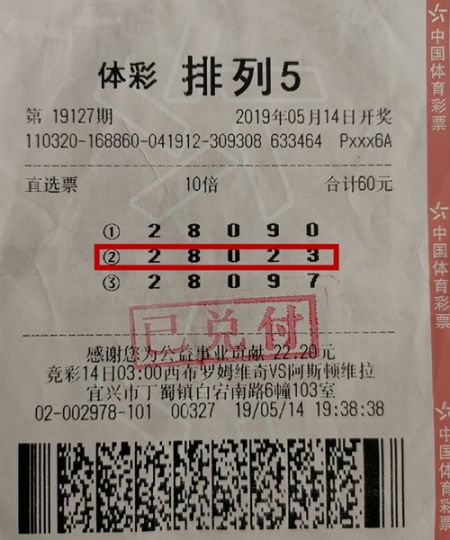 体彩 排列5
第 19127期 2019年05月14日开奖
110320-168860-041912-309308 633464 Pxxx6A
直选票 10倍 合计60元
① 2 8 0 9 0
② 2 8 0 2 3
③ 2 8 0 9 7
已兑付
感谢您为公益事业贡献 22.20元
竞彩14日03:00西布罗姆维奇VS阿斯顿维拉
宜兴市丁蜀镇白宕南路6幢103室
02-002978-101 00327 19/05/14 19:38:38
中国体育彩票
中国体育彩票
中国体育彩票